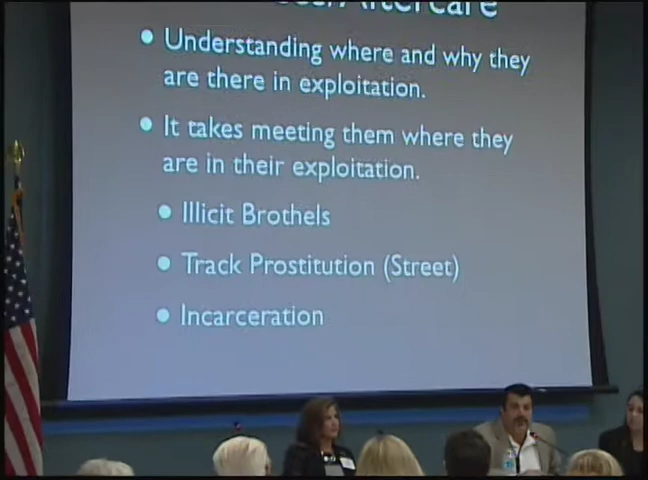 Aftercare
• Understanding where and why they
are there in exploitation.
• It takes meeting them where they
are in their exploitation.
• Illicit Brothels
• Track Prostitution (Street)
• Incarceration